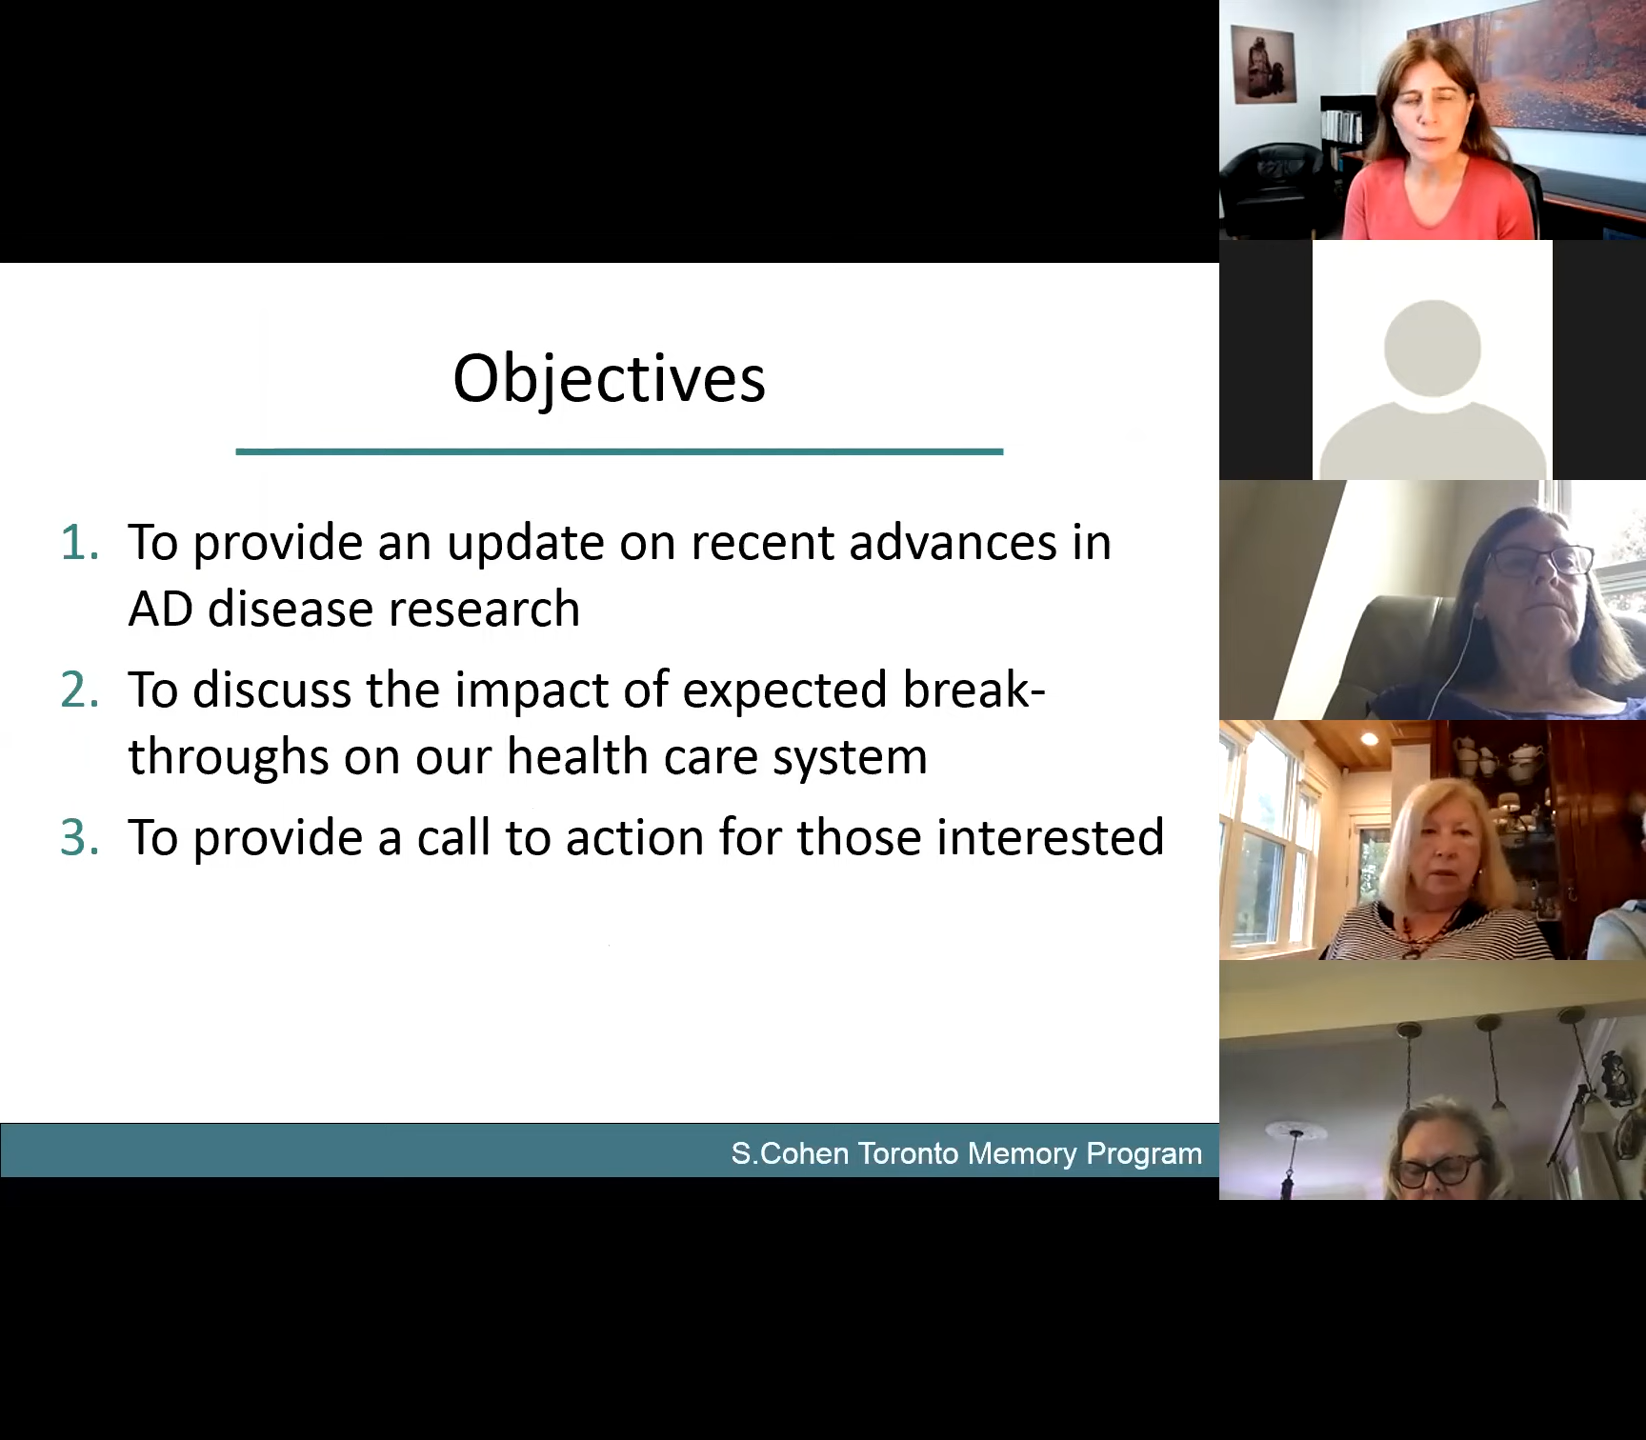 Objectives
1. To provide an update on recent advances in
AD disease research
2. To discuss the impact of expected break-
throughs on our health care system
3. To provide a call to action for those interested
S.Cohen Toronto Memory Program